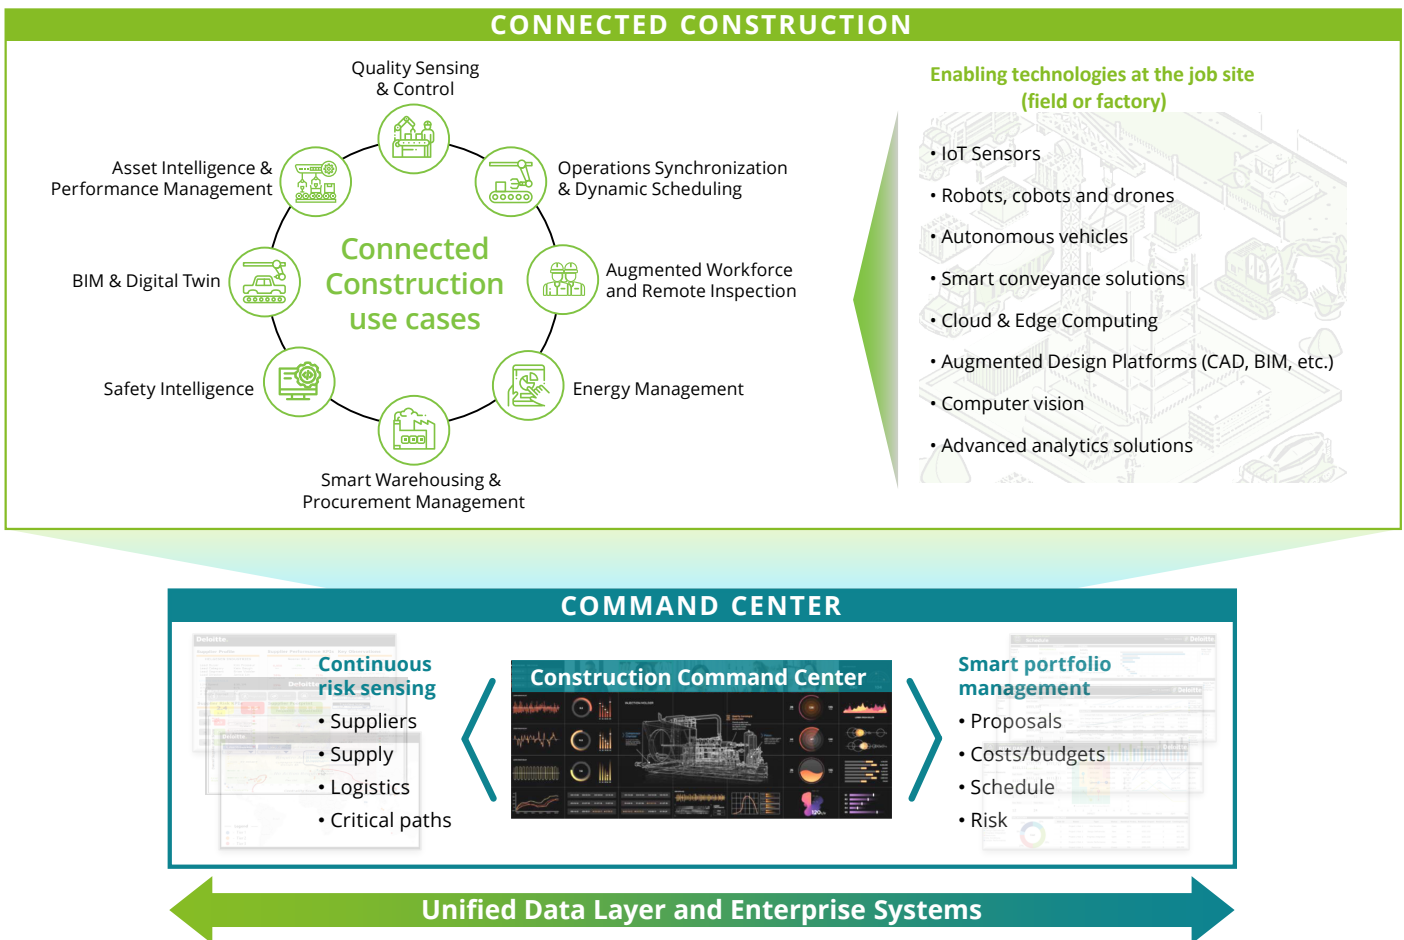 CONNECTED CONSTRUCTION
Quality Sensing
& Control
Asset Intelligence &
Performance Management
Operations Synchronization
& Dynamic Scheduling
BIM & Digital Twin
Connected
Construction
use cases
Augmented Workforce
and Remote Inspection
Safety Intelligence
Energy Management
Smart Warehousing &
Procurement Management
Enabling technologies at the job site
(field or factory)
• IoT Sensors
• Robots, cobots and drones
• Autonomous vehicles
• Smart conveyance solutions
• Cloud & Edge Computing
• Augmented Design Platforms (CAD, BIM, etc.)
• Computer vision
• Advanced analytics solutions
COMMAND CENTER
Deloitte.
Deloitte
Continuous
risk sensing
• Suppliers
• Supply
• Logistics
• Critical paths
Construction Command Center
Schedule
Deloitte.
Smart portfolio
management
• Proposals
• Costs/budgets
• Schedule
• Risk
Unified Data Layer and Enterprise Systems